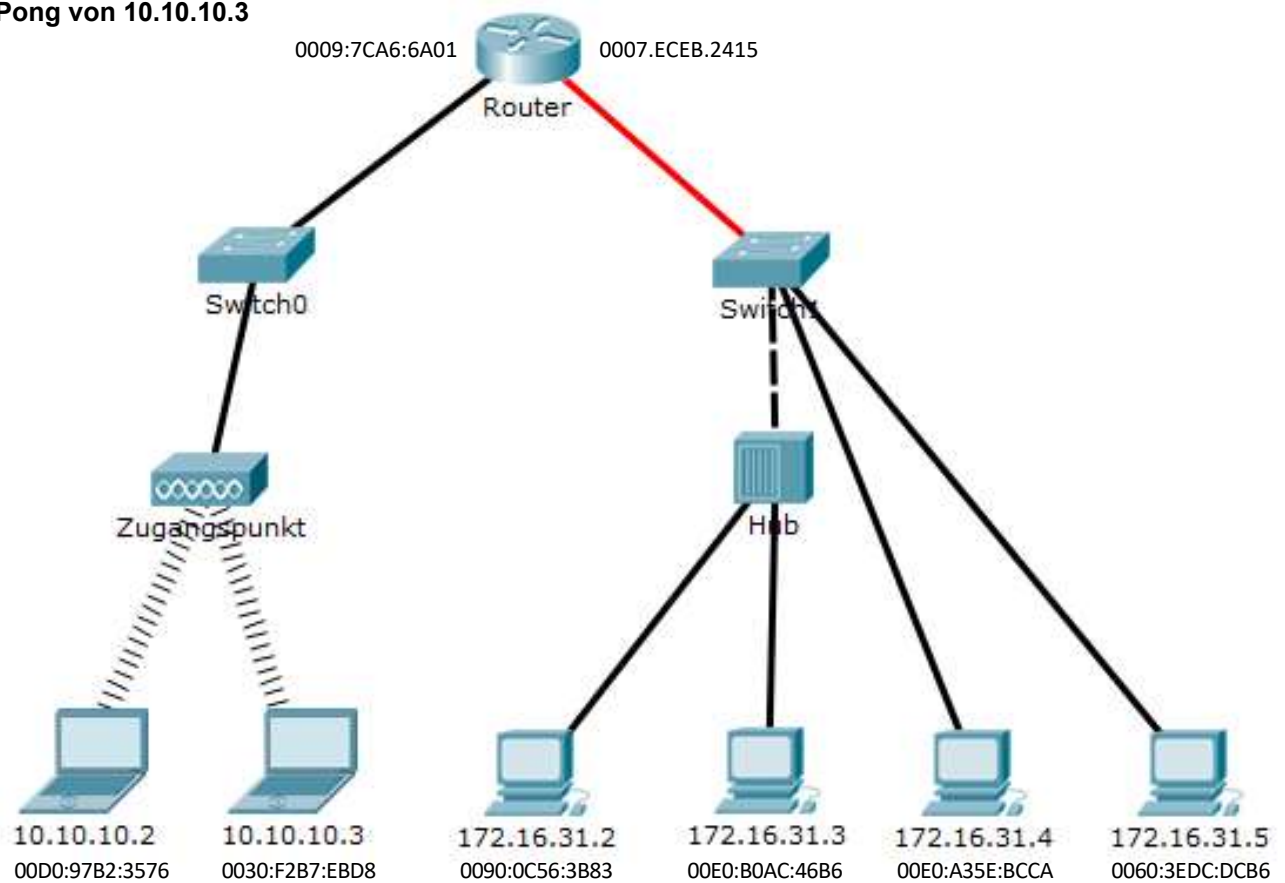 Pong von 10.10.10.3
0009:7CA6:6A01
0007.ECEB.2415
Router
Switch0
Switch1
Zugangspunkt
Hub
10.10.10.2
10.10.10.3
172.16.31.2
172.16.31.3
172.16.31.4
172.16.31.5
00D0:97B2:3576
0030:F2B7:EBD8
0090:0C56:3B83
00E0:B0AC:46B6
00E0:A35E:BCCA
0060:3EDC:DCB6